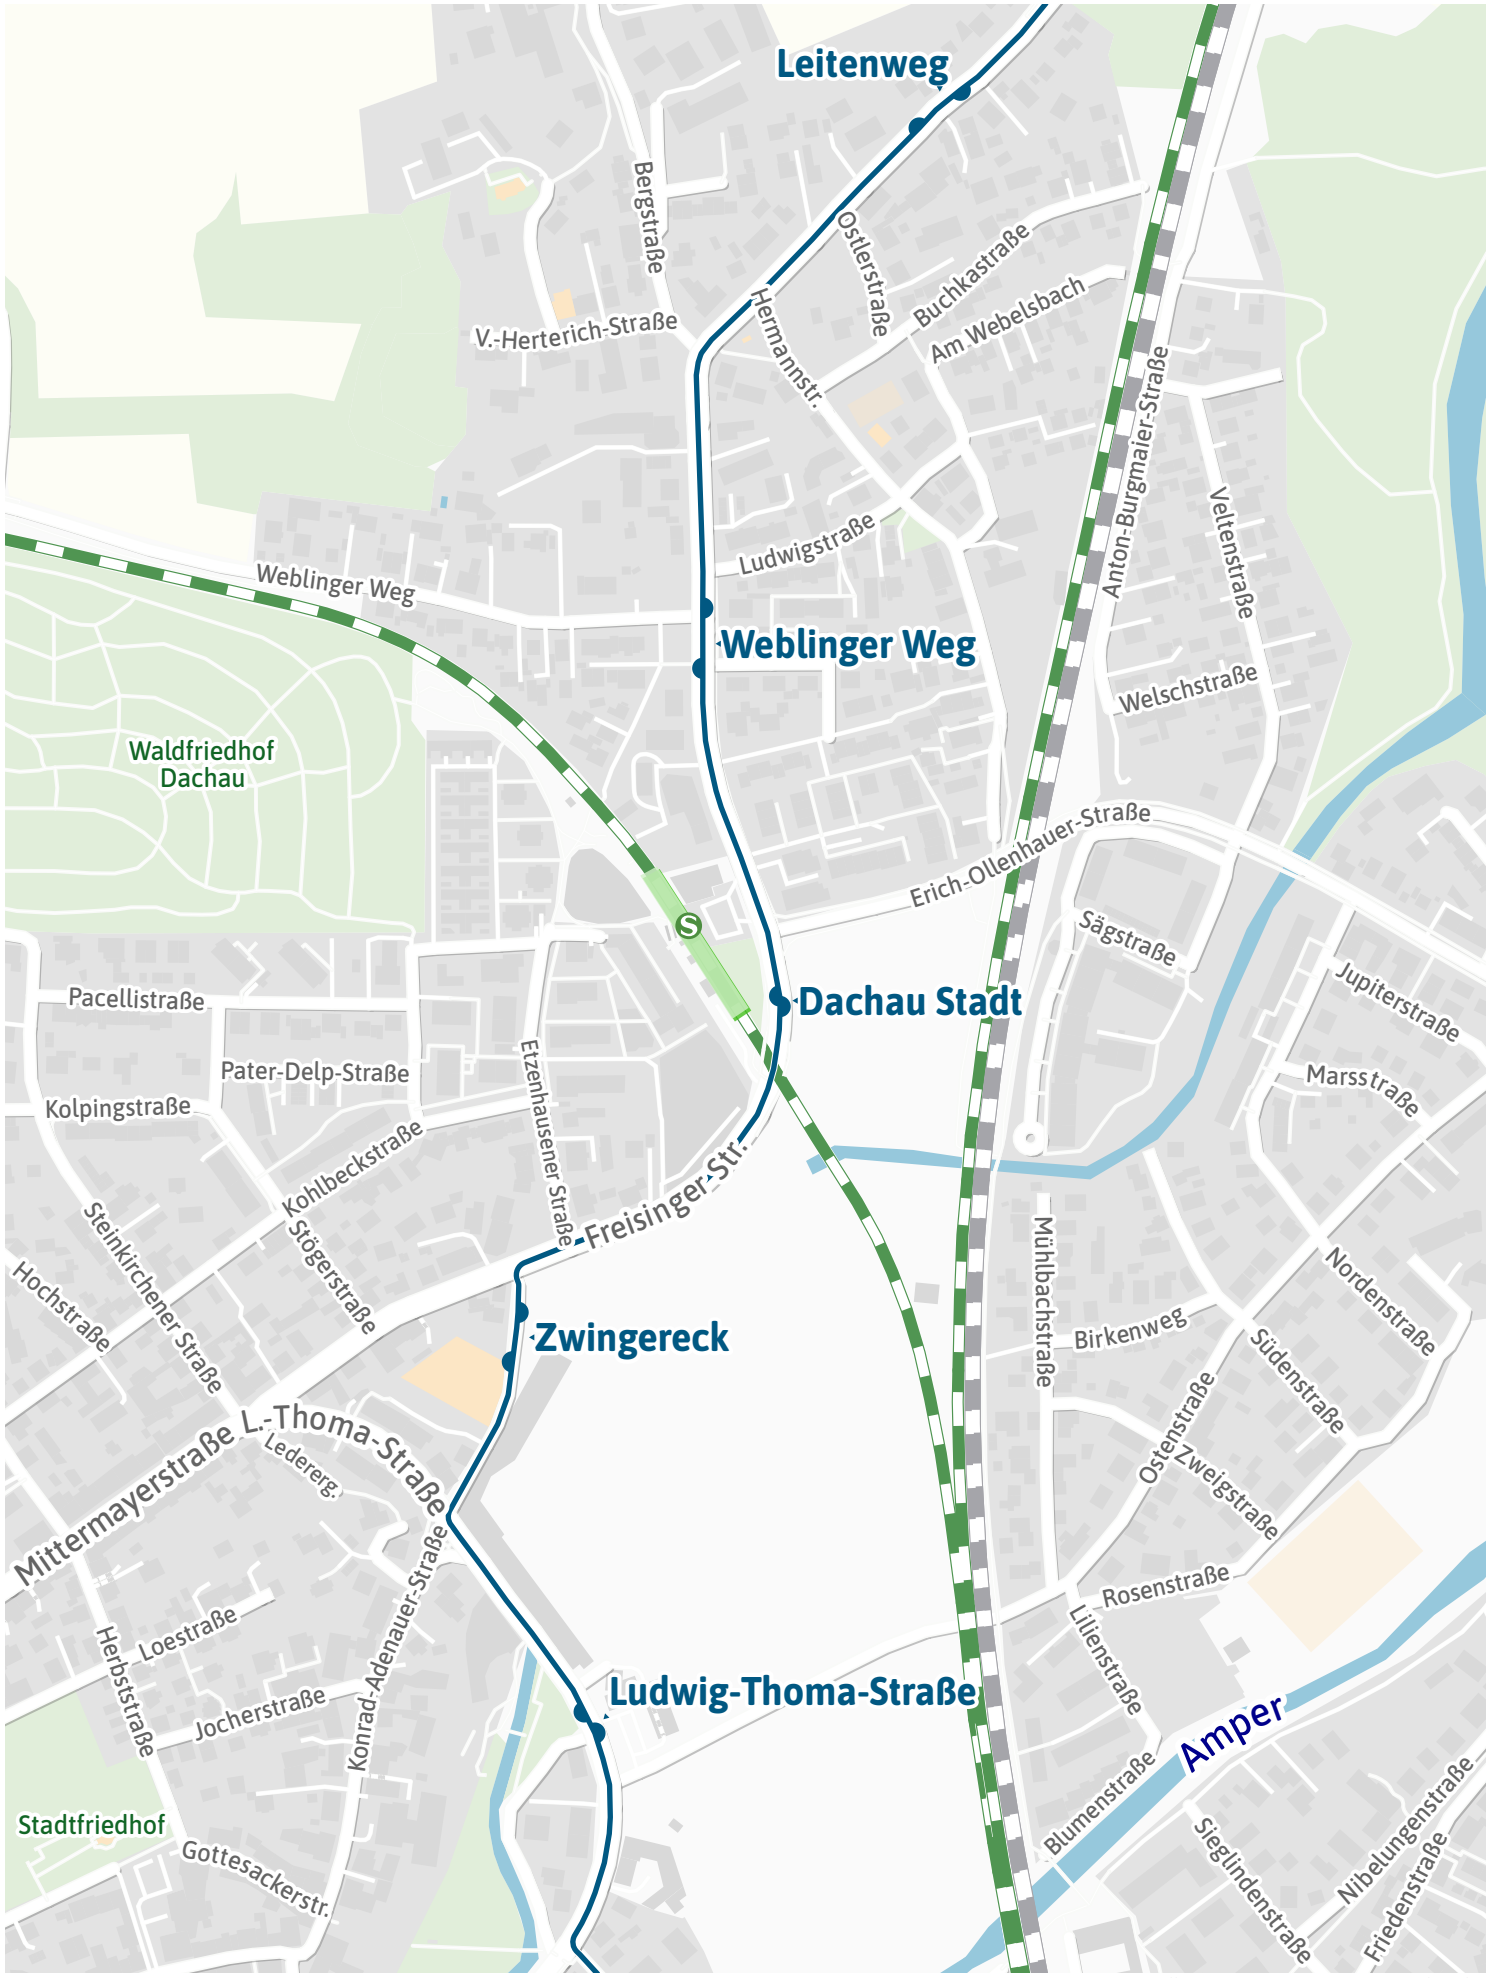 Leitenweg
Bergstraße
Ostlerstraße
Buchkastraße
Am Webelsbach
V.-Herterich-Straße
Hermannstr.
Anton-Burgmaier-Straße
Veltenstraße
Ludwigstraße
Weblinger Weg
Weblinger Weg
Welschstraße
Waldfriedhof
Dachau
Erich-Ollenhauer-Straße
S
Sägstraße
Jupiterstraße
Pacellistraße
Dachau Stadt
Pater-Delp-Straße
Etzenhausener Straße
Marsstraße
Kolpingstraße
Kohlbeckstraße
Freisinger Str.
Steinkirchener Straße
Stögerstraße
Mühlbachstraße
Nordenstraße
Hochstraße
Zwingereck
Birkenweg
Südenstraße
L.-Thoma-Straße
Ostenstraße
Mittermayerstraße
Ledererg.
Zweigstraße
Konrad-Adenauer-Straße
Rosenstraße
Loestraße
Herbststraße
Lilienstraße
Ludwig-Thoma-Straße
Jocherstraße
Amper
Blumenstraße
Stadtfriedhof
Gottesackerstr.
Sieglindenstraße
Nibelungenstraße
Friedenstraße